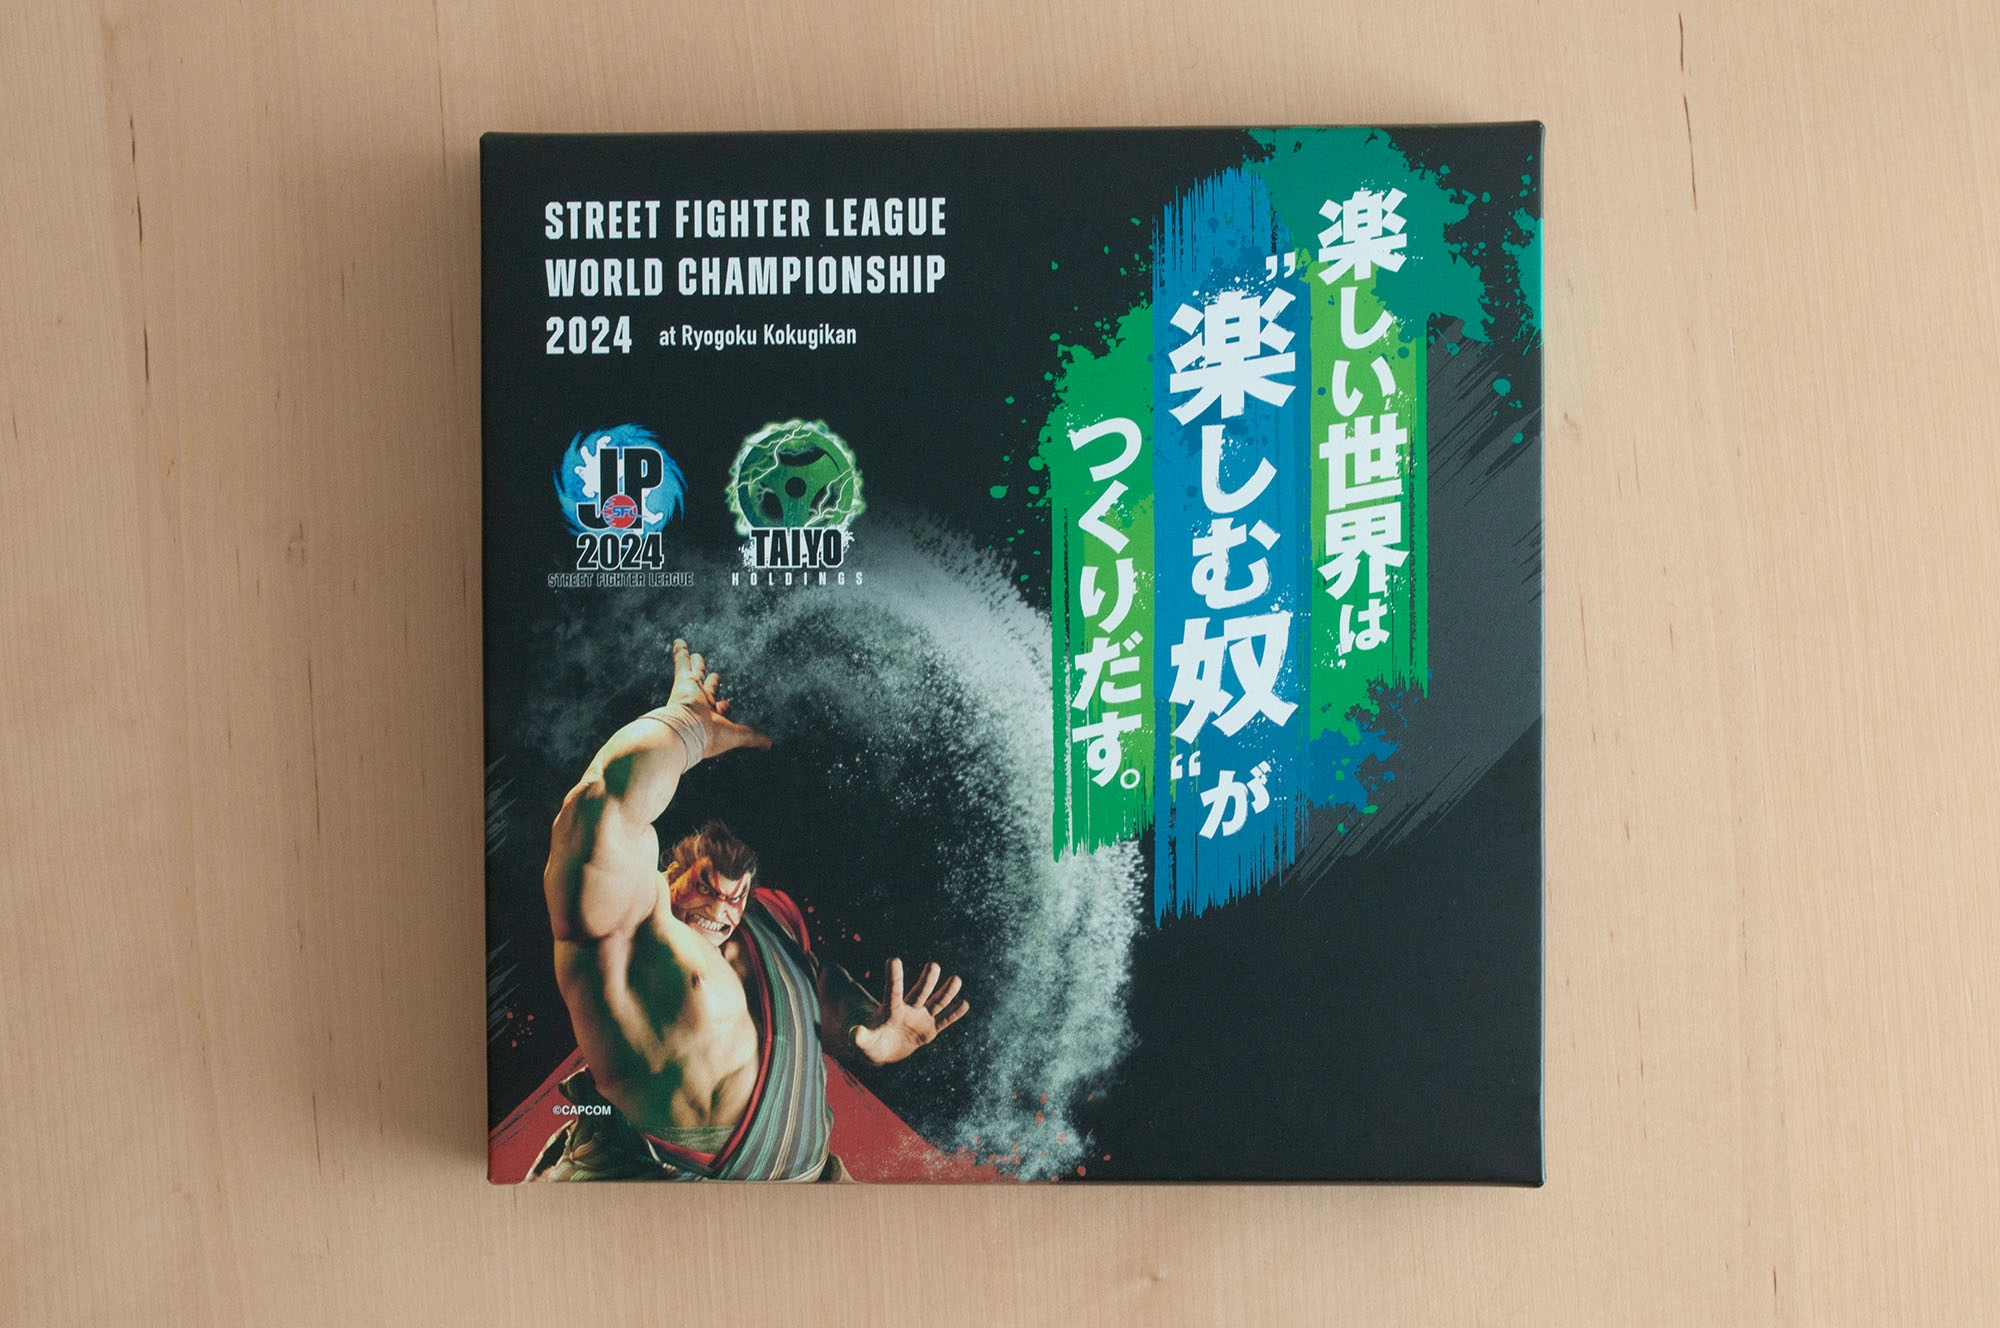 STREET FIGHTER LEAGUE
WORLD CHAMPIONSHIP
2024 at Ryogoku Kokugikan
JP
SFL
2024
STREET FIGHTER LEAGUE
TAIYO
HOLDINGS
楽しい世界は
”楽しむ奴“が
つくりだす。
©CAPCOM